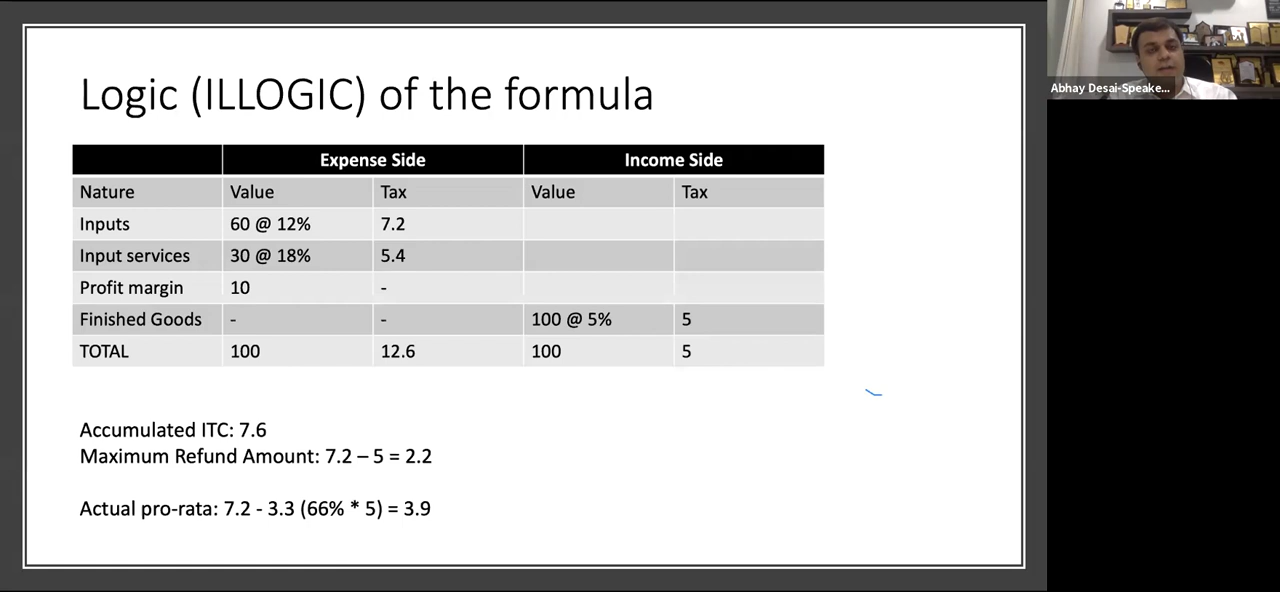 Logic (ILLOGIC) of the formula
Abhay Desai-Speake...
Expense Side Income Side
Nature Value Tax Value Tax
Inputs 60 @ 12% 7.2
Input services 30 @ 18% 5.4
Profit margin 10 -
Finished Goods - - 100 @ 5% 5
TOTAL 100 12.6 100 5
Accumulated ITC: 7.6
Maximum Refund Amount: 7.2 – 5 = 2.2
Actual pro-rata: 7.2 - 3.3 (66% * 5) = 3.9